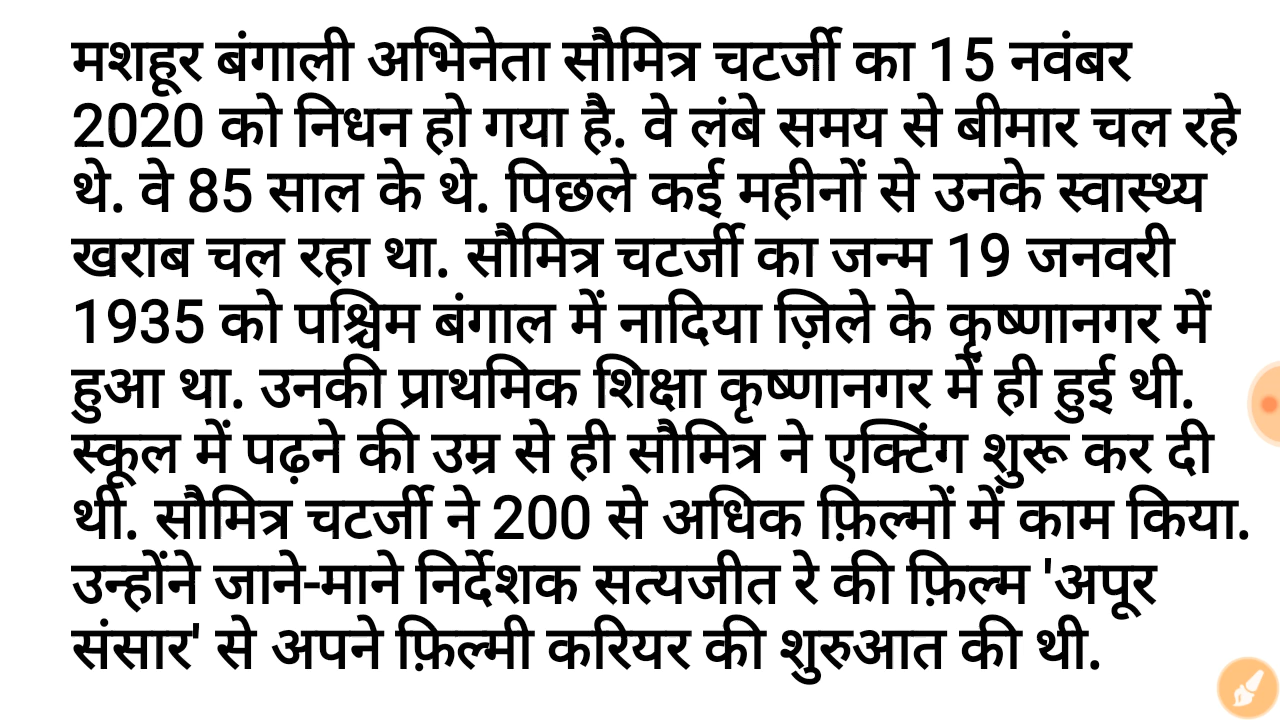 मशहूर बंगाली अभिनेता सौमित्र चटर्जी का 15 नवंबर
2020 को निधन हो गया है. वे लंबे समय से बीमार चल रहे
थे. वे 85 साल के थे. पिछले कई महीनों से उनके स्वास्थ्य
खराब चल रहा था. सौमित्र चटर्जी का जन्म 19 जनवरी
1935 को पश्चिम बंगाल में नादिया ज़िले के कृष्णानगर में
हुआ था. उनकी प्राथमिक शिक्षा कृष्णानगर में ही हुई थी.
स्कूल में पढ़ने की उम्र से ही सौमित्र ने एक्टिंग शुरू कर दी
थी. सौमित्र चटर्जी ने 200 से अधिक फ़िल्मों में काम किया.
उन्होंने जाने-माने निर्देशक सत्यजीत रे की फ़िल्म 'अपूर
संसार' से अपने फ़िल्मी करियर की शुरुआत की थी.